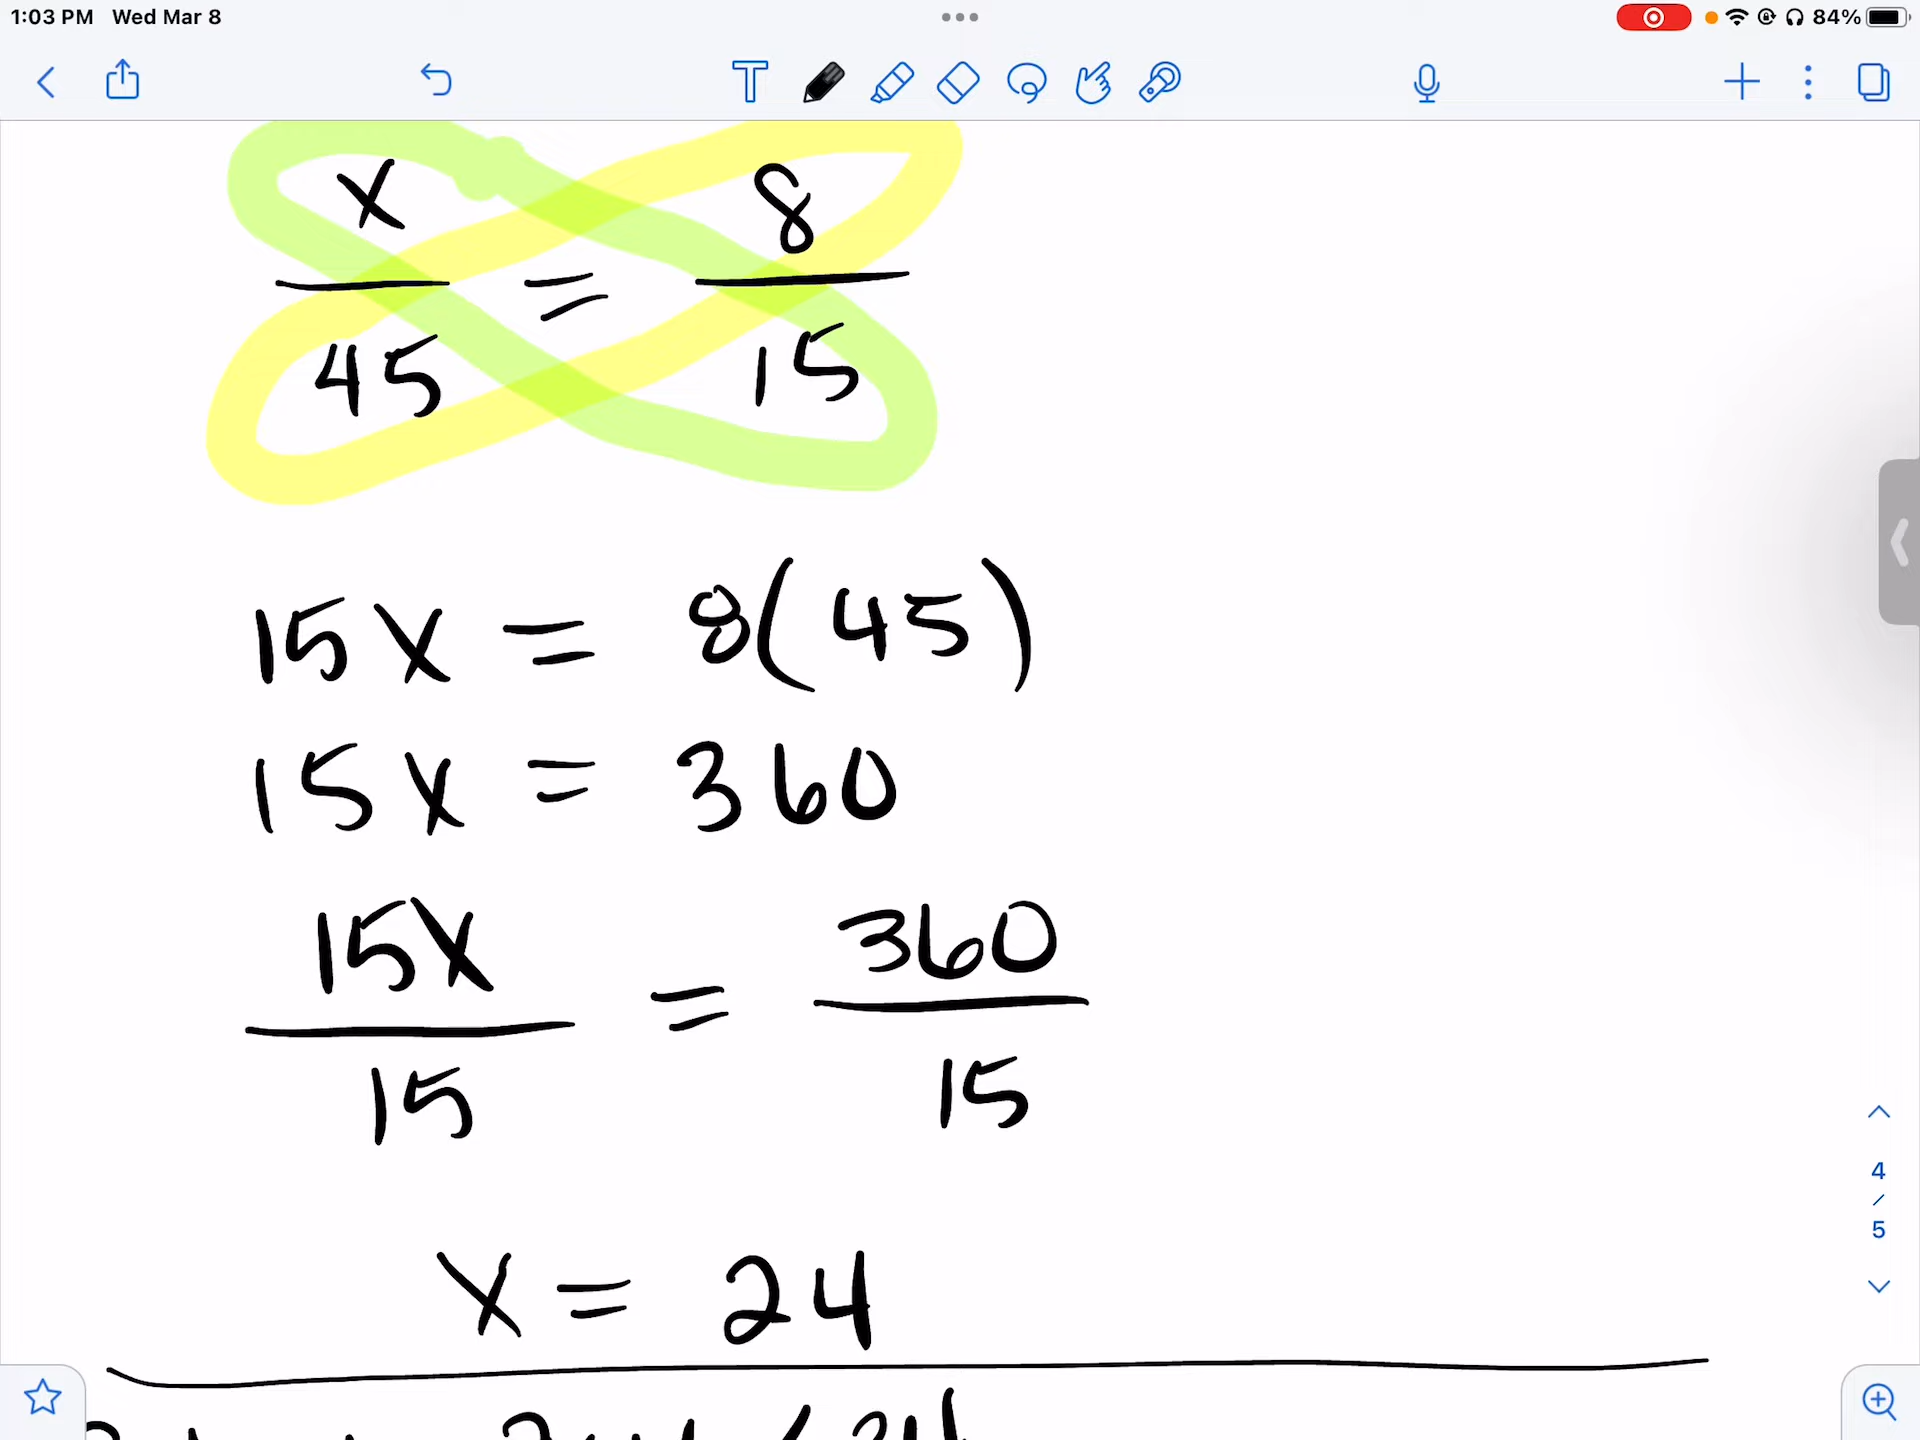 1:03 PM Wed Mar 8
84%
T
x/45 = 8/15
15x = 8(45)
15x = 360
15x/15 = 360/15
x = 24
4
/
5